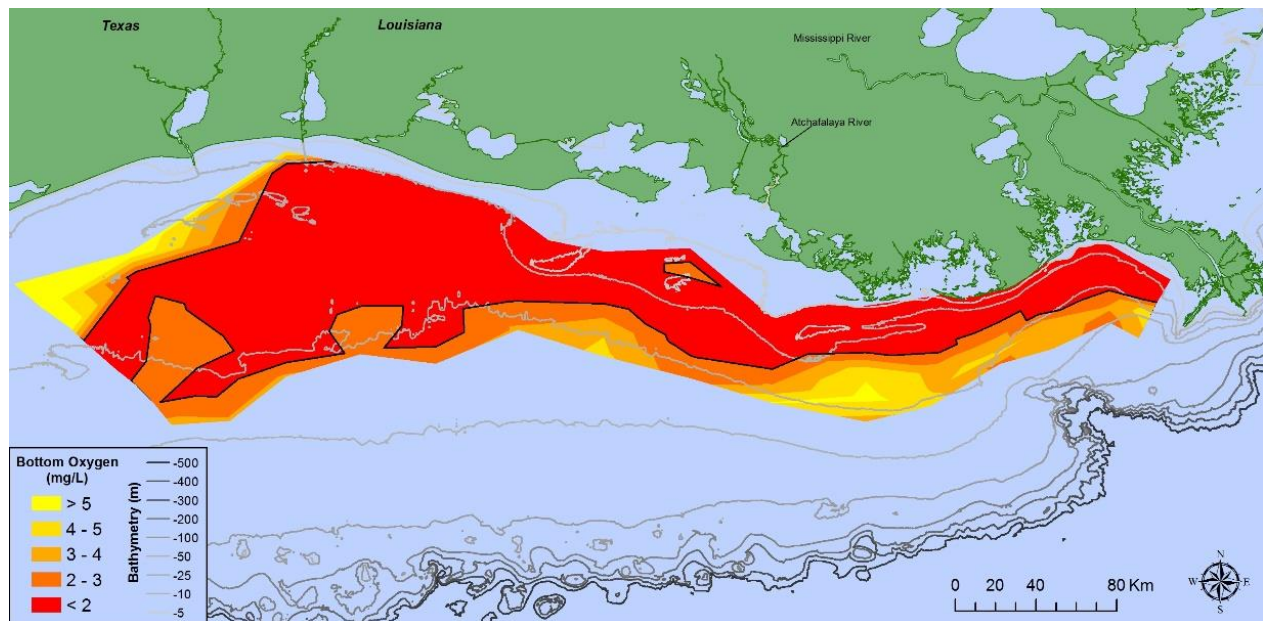 Texas
Louisiana
Mississippi River
Atchafalaya River
Bottom Oxygen
(mg/L)
> 5
4 - 5
3 - 4
2 - 3
< 2
Bathymetry (m)
-500
-400
-300
-200
-100
-50
-25
-10
-5
0 20 40 80 Km
N
W E
S